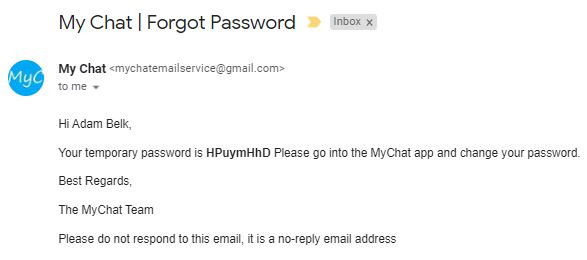 My Chat | Forgot Password Inbox x
MyC
My Chat <mychatemailservice@gmail.com>
to me
Hi Adam Belk,
Your temporary password is HPuymHhD Please go into the MyChat app and change your password.
Best Regards,
The MyChat Team
Please do not respond to this email, it is a no-reply email address